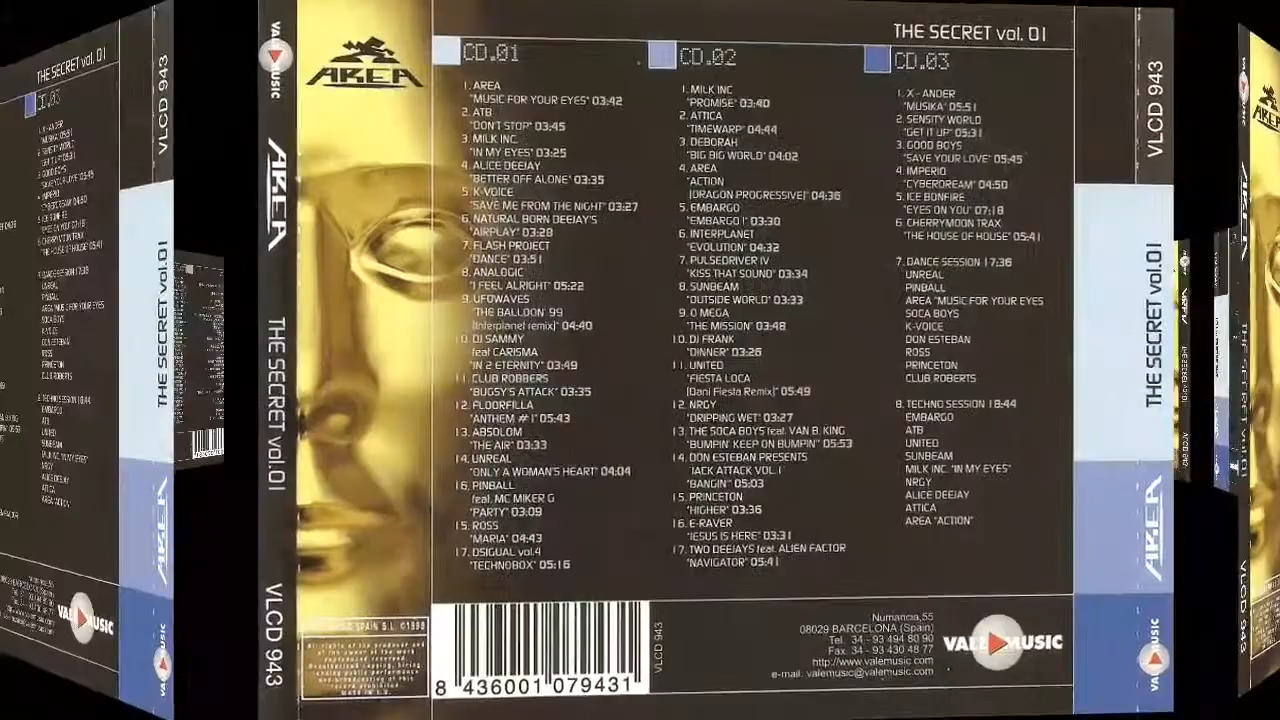 THE SECRET vol. 01
VALE MUSIC
AREA
THE SECRET vol.01
VLCD 943
AREA
CD.01
1. AREA
"MUSIC FOR YOUR EYES" 03:42
2. ATB
"DON'T STOP" 03:45
3. MILK INC.
"IN MY EYES" 03:25
4. ALICE DEEJAY
"BETTER OFF ALONE" 03:35
5. K-VOICE
"SAVE ME FROM THE NIGHT" 03:27
6. NATURAL BORN DEEJAY'S
"AIRPLAY" 03:28
7. FLASH PROJECT
"DANCE" 03:51
8. ANALOGIC
"I FEEL ALRIGHT" 05:22
9. UFOWAVES
"THE BALLOON' 99
(Interplanet remix)" 04:40
10. DJ SAMMY
feat CARISMA
"IN 2 ETERNITY" 03:49
11. CLUB ROBBERS
"BUGSY'S ATTACK" 03:35
12. FLOORFILLA
"ANTHEM # 1" 05:43
13. ABSOLOM
"THE AIR" 03:33
14. UNREAL
"ONLY A WOMAN'S HEART" 04:04
16. PINBALL
feat. MC MIKER G
"PARTY" 03:09
15. ROSS
"MARIA" 04:43
17. DSIGUAL vol.4
"TECHNOBOX" 05:16
CD.02
1. MILK INC
"PROMISE" 03:40
2. ATTICA
"TIMEWARP" 04:44
3. DEBORAH
"BIG BIG WORLD" 04:02
4. AREA
"ACTION
(DRAGON PROGRESSIVE)" 04:36
5. EMBARGO
"EMBARGO !" 03:30
6. INTERPLANET
"EVOLUTION" 04:32
7. PULSEDRIVER IV
"KISS THAT SOUND" 03:34
8. SUNBEAM
"OUTSIDE WORLD" 03:33
9. O MEGA
"THE MISSION" 03:48
10. DJ FRANK
"DINNER" 03:26
11. UNITED
"FIESTA LOCA
(Dani Fiesta Remix)" 05:49
12. NRGY
"DRIPPING WET" 03:27
13. THE SOCA BOYS feat. VAN B. KING
"BUMPIN' KEEP ON BUMPIN'" 05:53
14. DON ESTEBAN PRESENTS
JACK ATTACK VOL. 1
"BANGIN'" 05:03
15. PRINCETON
"HIGHER" 03:36
16. E-RAVER
"JESUS IS HERE" 03:31
17. TWO DEEJAYS feat. ALIEN FACTOR
"NAVIGATOR" 05:41
CD.03
1. X - ANDER
"MUSIKA" 05:51
2. SENSITY WORLD
"GET IT UP" 05:31
3. GOOD BOYS
"SAVE YOUR LOVE" 05:45
4. IMPERIO
"CYBERDREAM" 04:50
5. ICE BONFIRE
"EYES ON YOU" 07:18
6. CHERRYMOON TRAX
"THE HOUSE OF HOUSE" 05:41
7. DANCE SESSION 17:36
UNREAL
PINBALL
AREA "MUSIC FOR YOUR EYES
SOCA BOYS
K-VOICE
DON ESTEBAN
ROSS
PRINCETON
CLUB ROBERTS
8. TECHNO SESSION 18:44
EMBARGO
ATB
UNITED
SUNBEAM
MILK INC. "IN MY EYES"
NRGY
ALICE DEEJAY
ATTICA
AREA "ACTION"
8 436001 079431
VLCD 943
Numancia,55
08029 BARCELONA (Spain)
Tel. 34 - 93 494 80 90
Fax. 34 - 93 430 48 77
http://www.valemusic.com
e-mail: valemusic@valemusic.com
VALE MUSIC
VLCD 943
THE SECRET vol.01
AREA
VALE MUSIC
THE SECRET vol. 01
CD.03
VLCD 943
THE SECRET vol.01
AREA
VALE MUSIC
VALE MUSIC